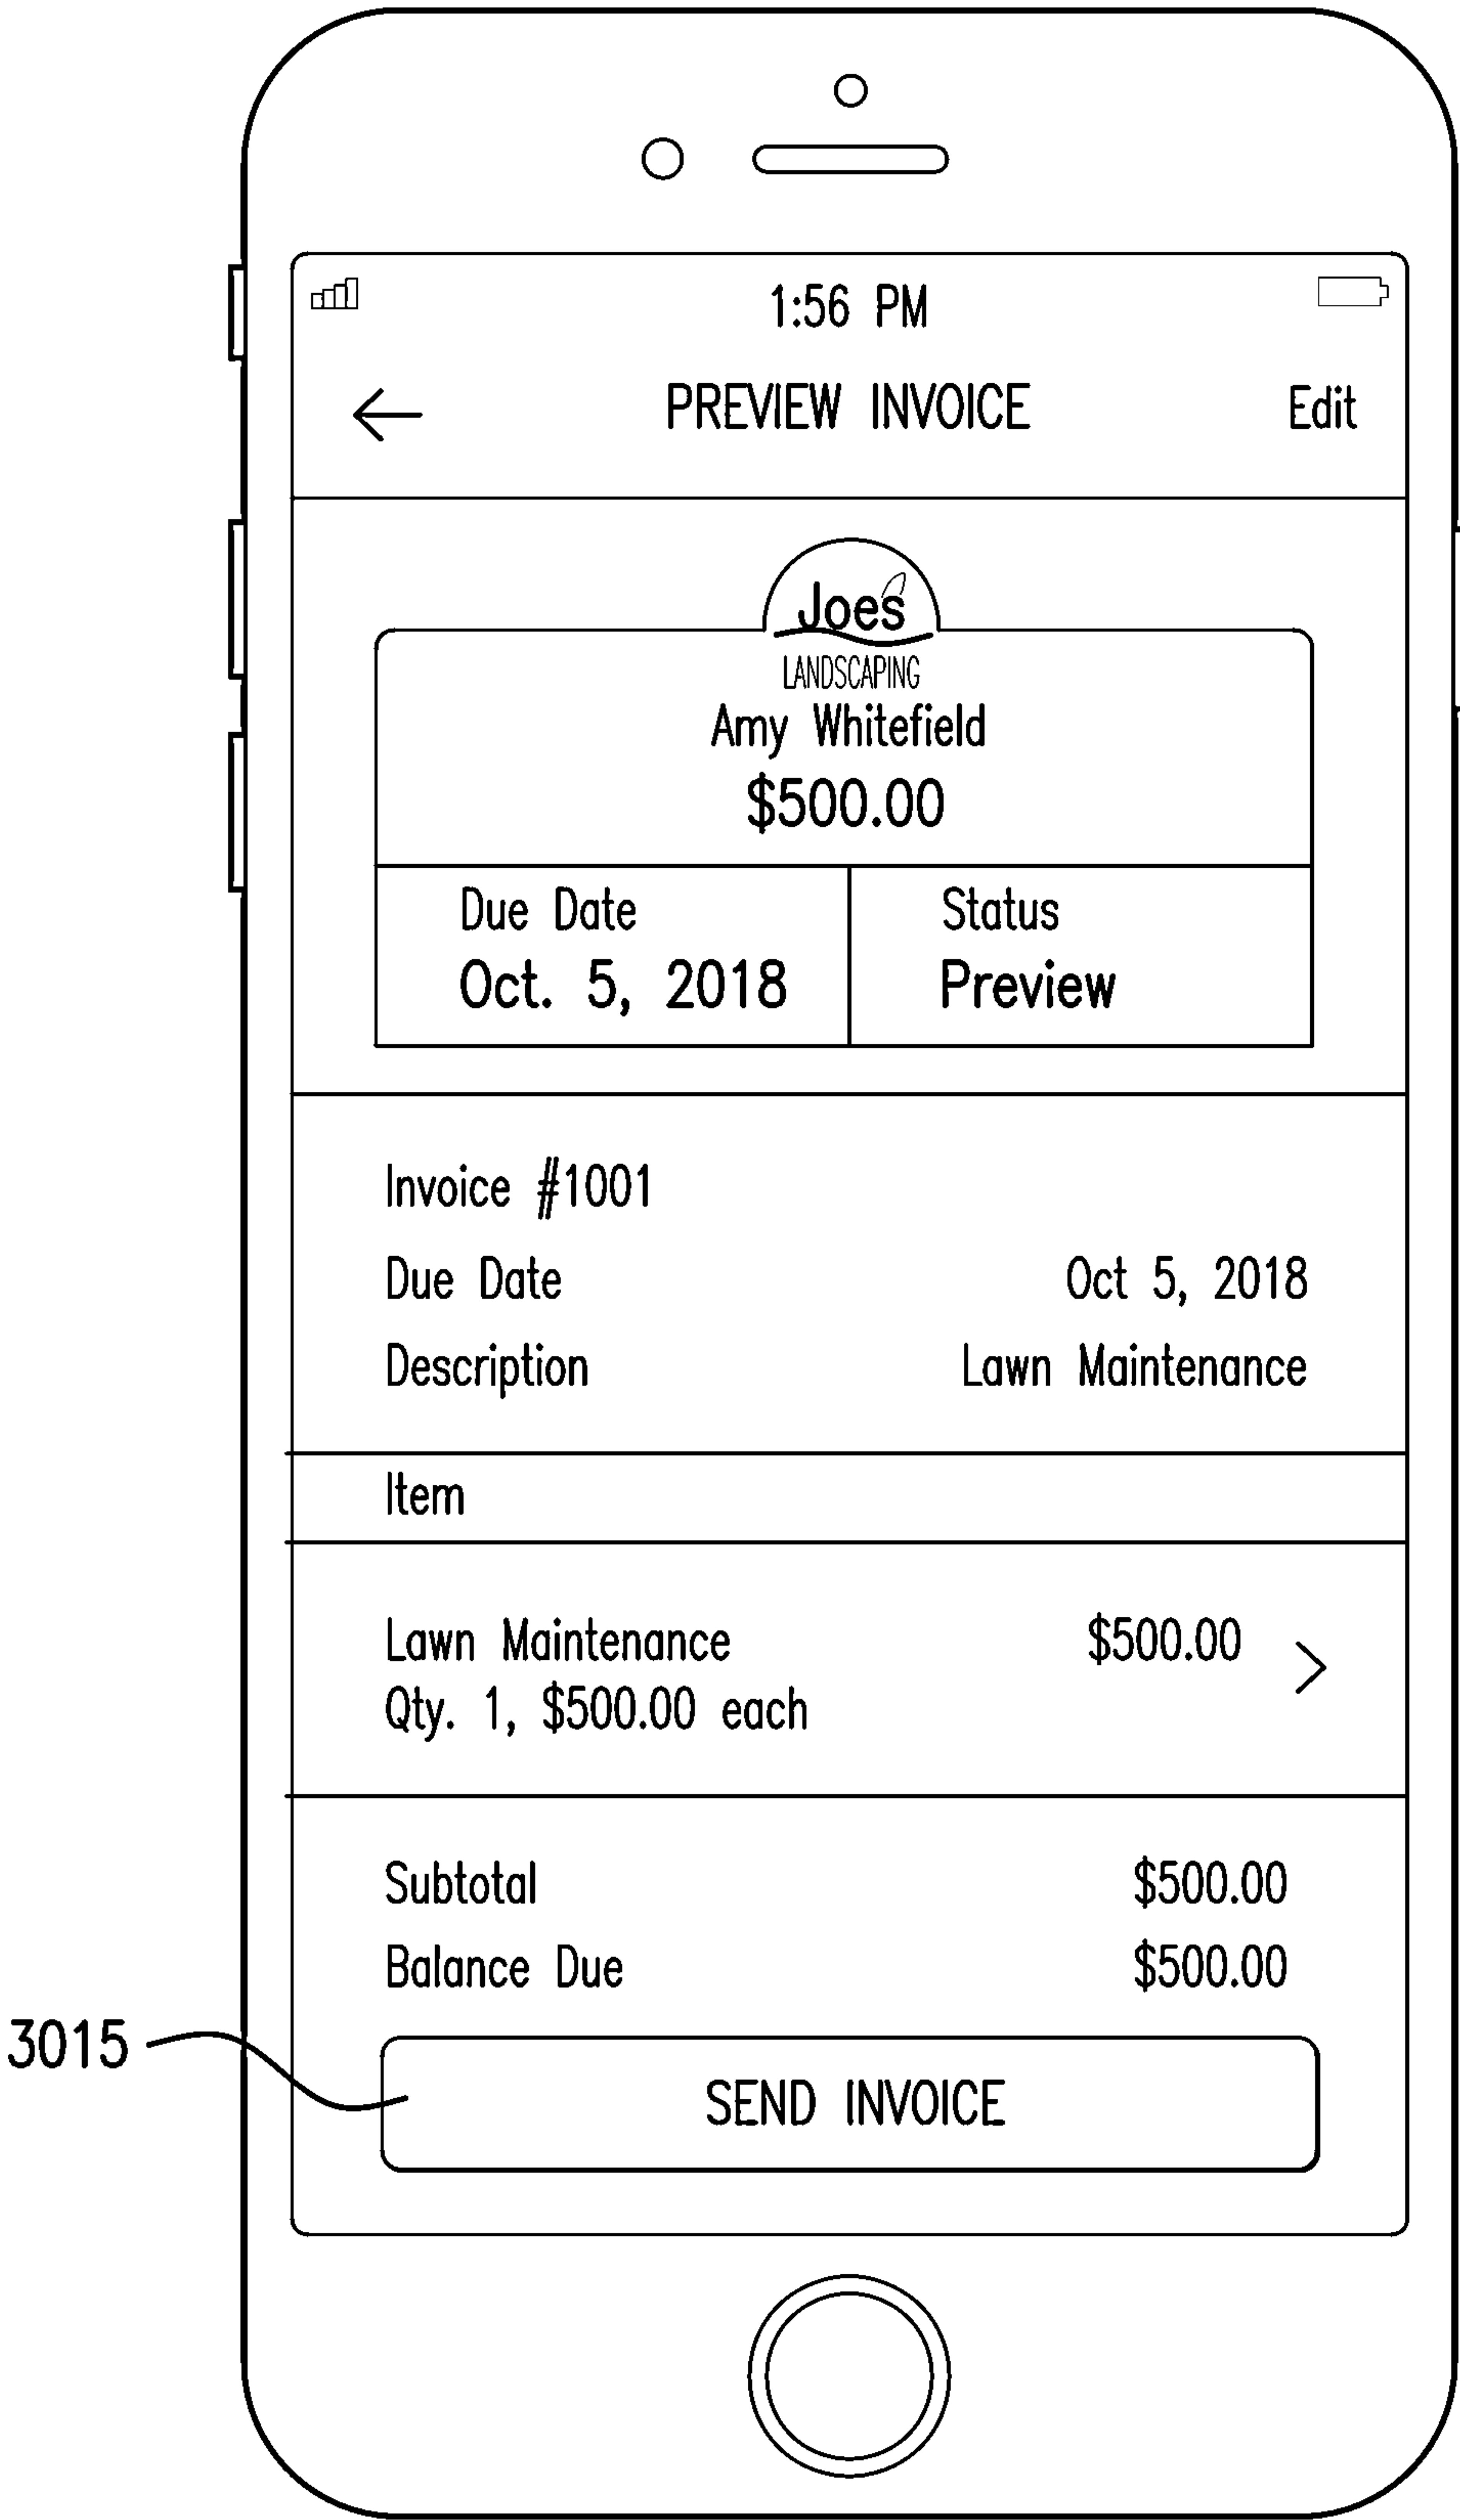 1:56 PM
PREVIEW INVOICE Edit
Joe's
LANDSCAPING
Amy Whitefield
$500.00
Due Date Status
Oct. 5, 2018 Preview
Invoice #1001
Due Date Oct 5, 2018
Description Lawn Maintenance
Item
Lawn Maintenance $500.00
Qty. 1, $500.00 each
Subtotal $500.00
Balance Due $500.00
3015
SEND INVOICE